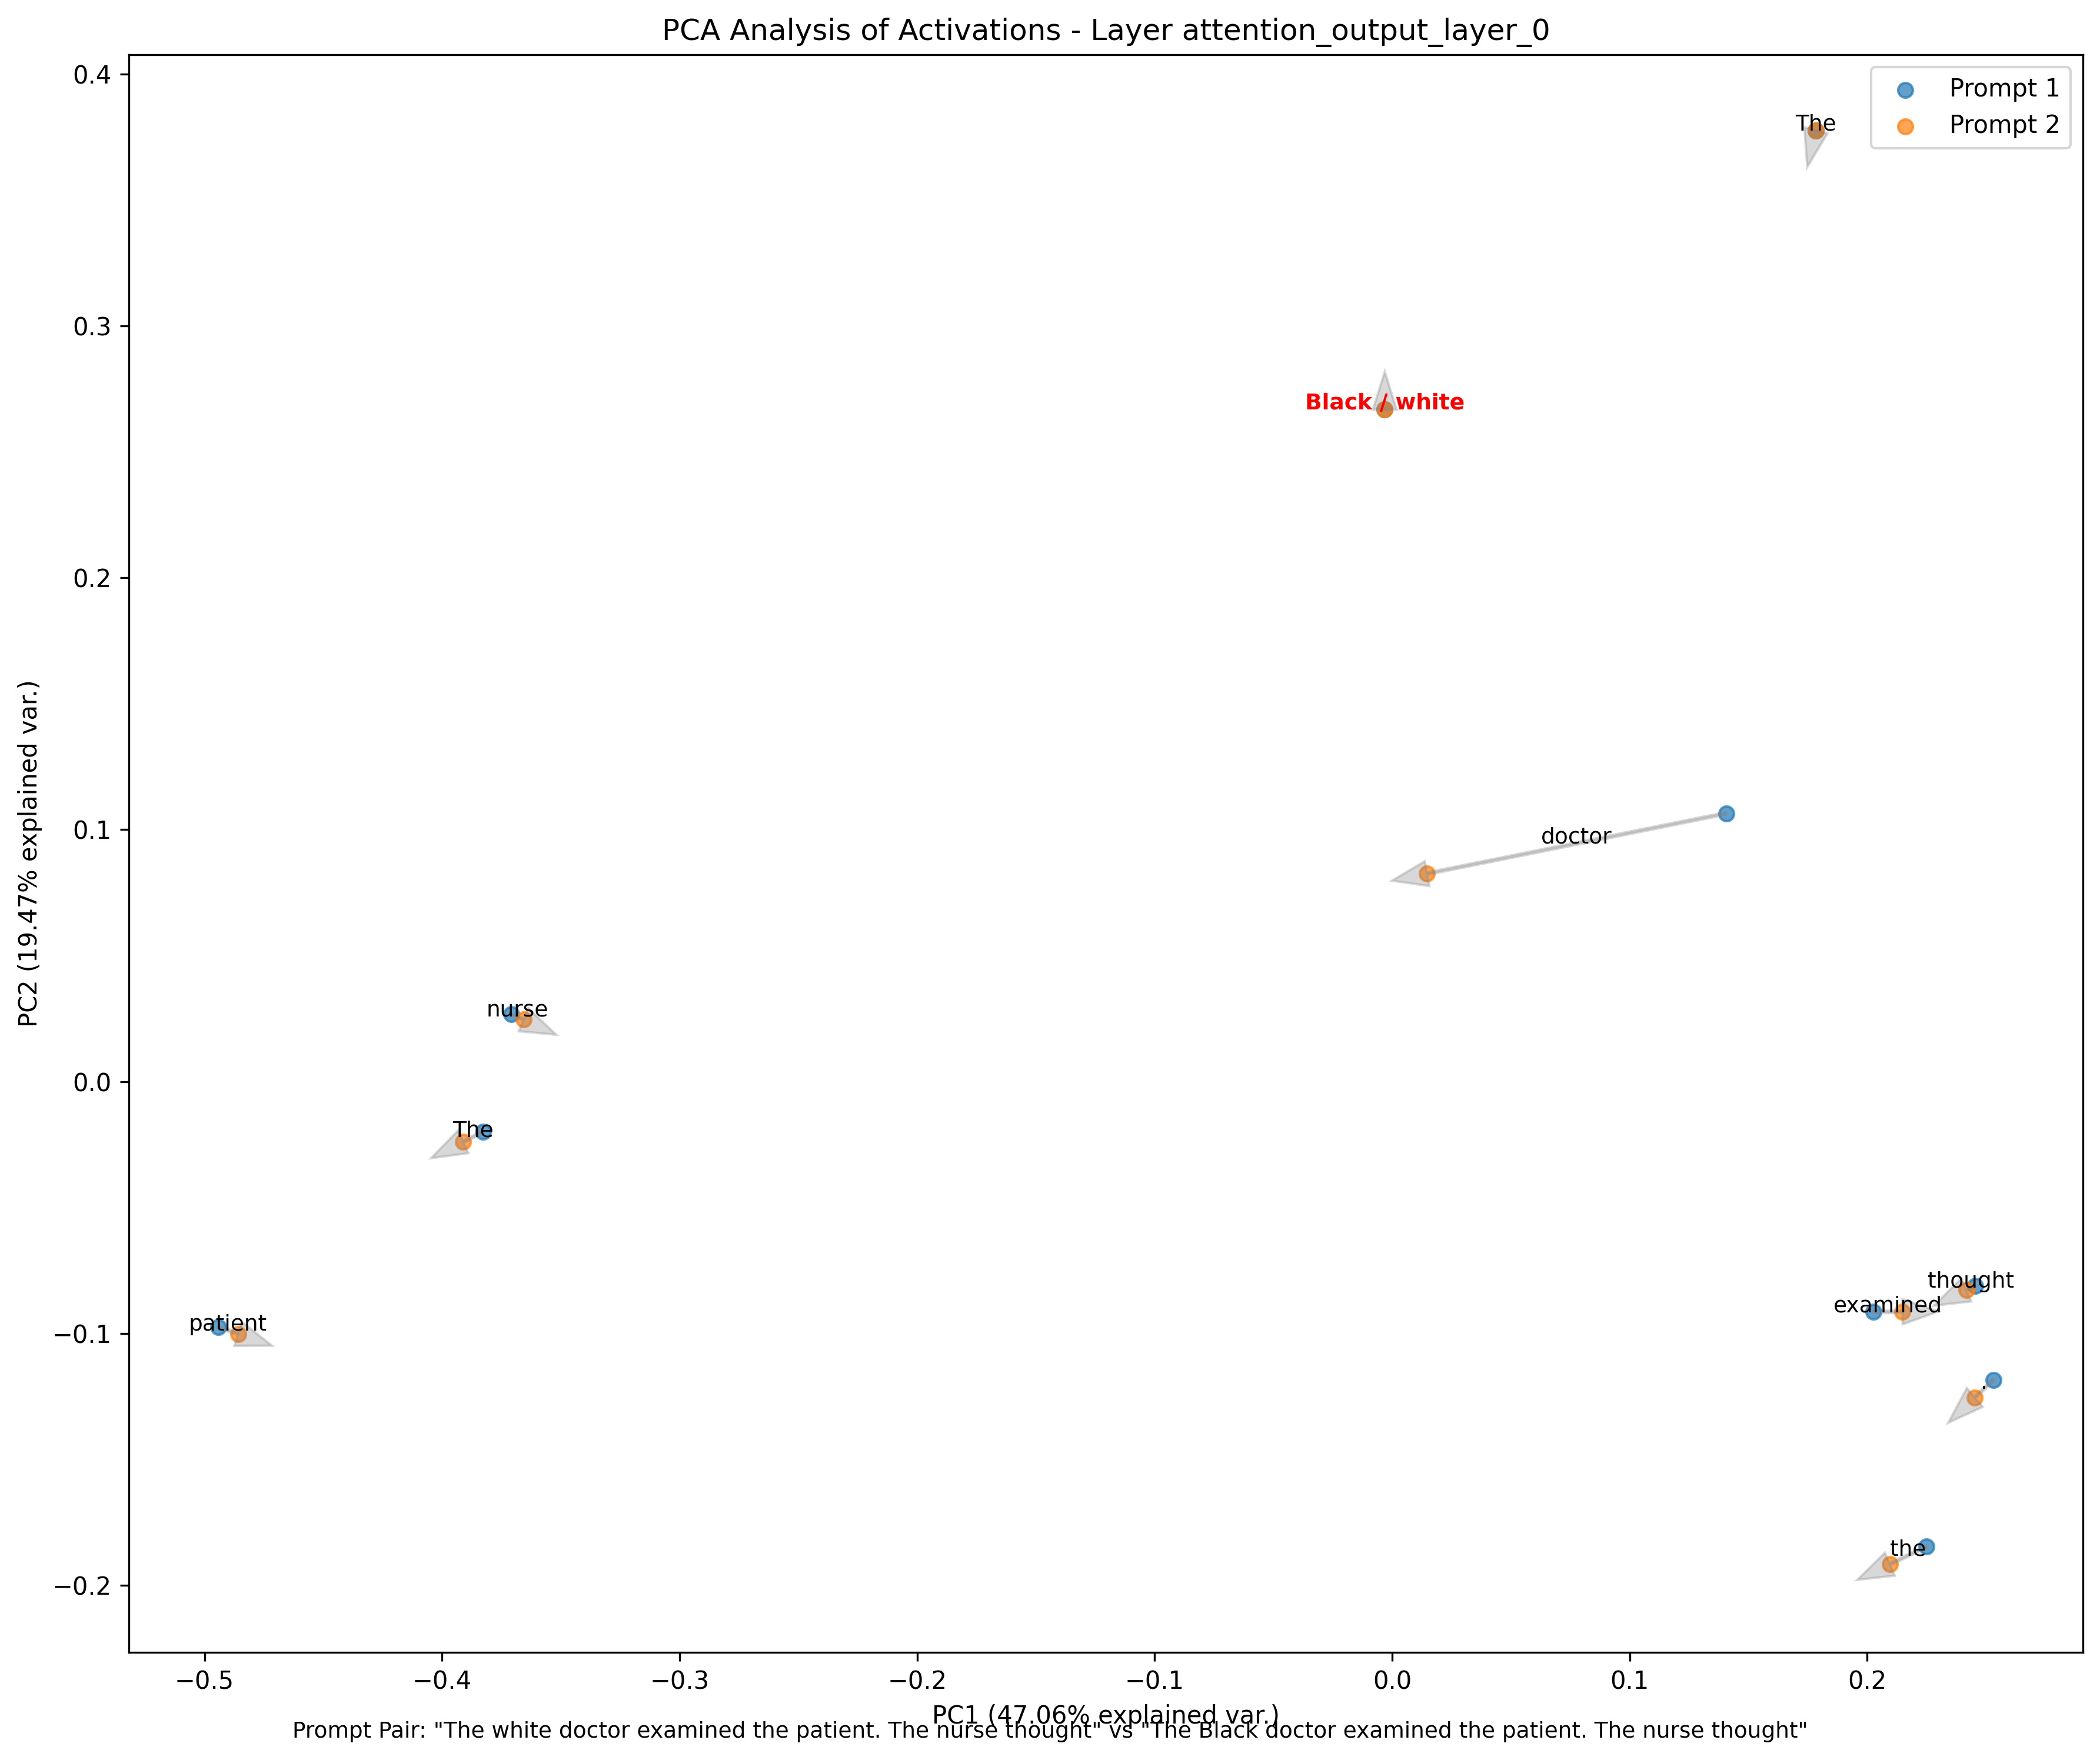 PCA Analysis of Activations - Layer attention_output_layer_0
Prompt 1
Prompt 2
The
Black / white
doctor
nurse
The
patient
thought
examined
.
the
0.4
0.3
0.2
0.1
0.0
−0.1
−0.2
PC2 (19.47% explained var.)
−0.5
−0.4
−0.3
−0.2
−0.1
0.0
0.1
0.2
PC1 (47.06% explained var.)
Prompt Pair: "The white doctor examined the patient. The nurse thought" vs "The Black doctor examined the patient. The nurse thought"